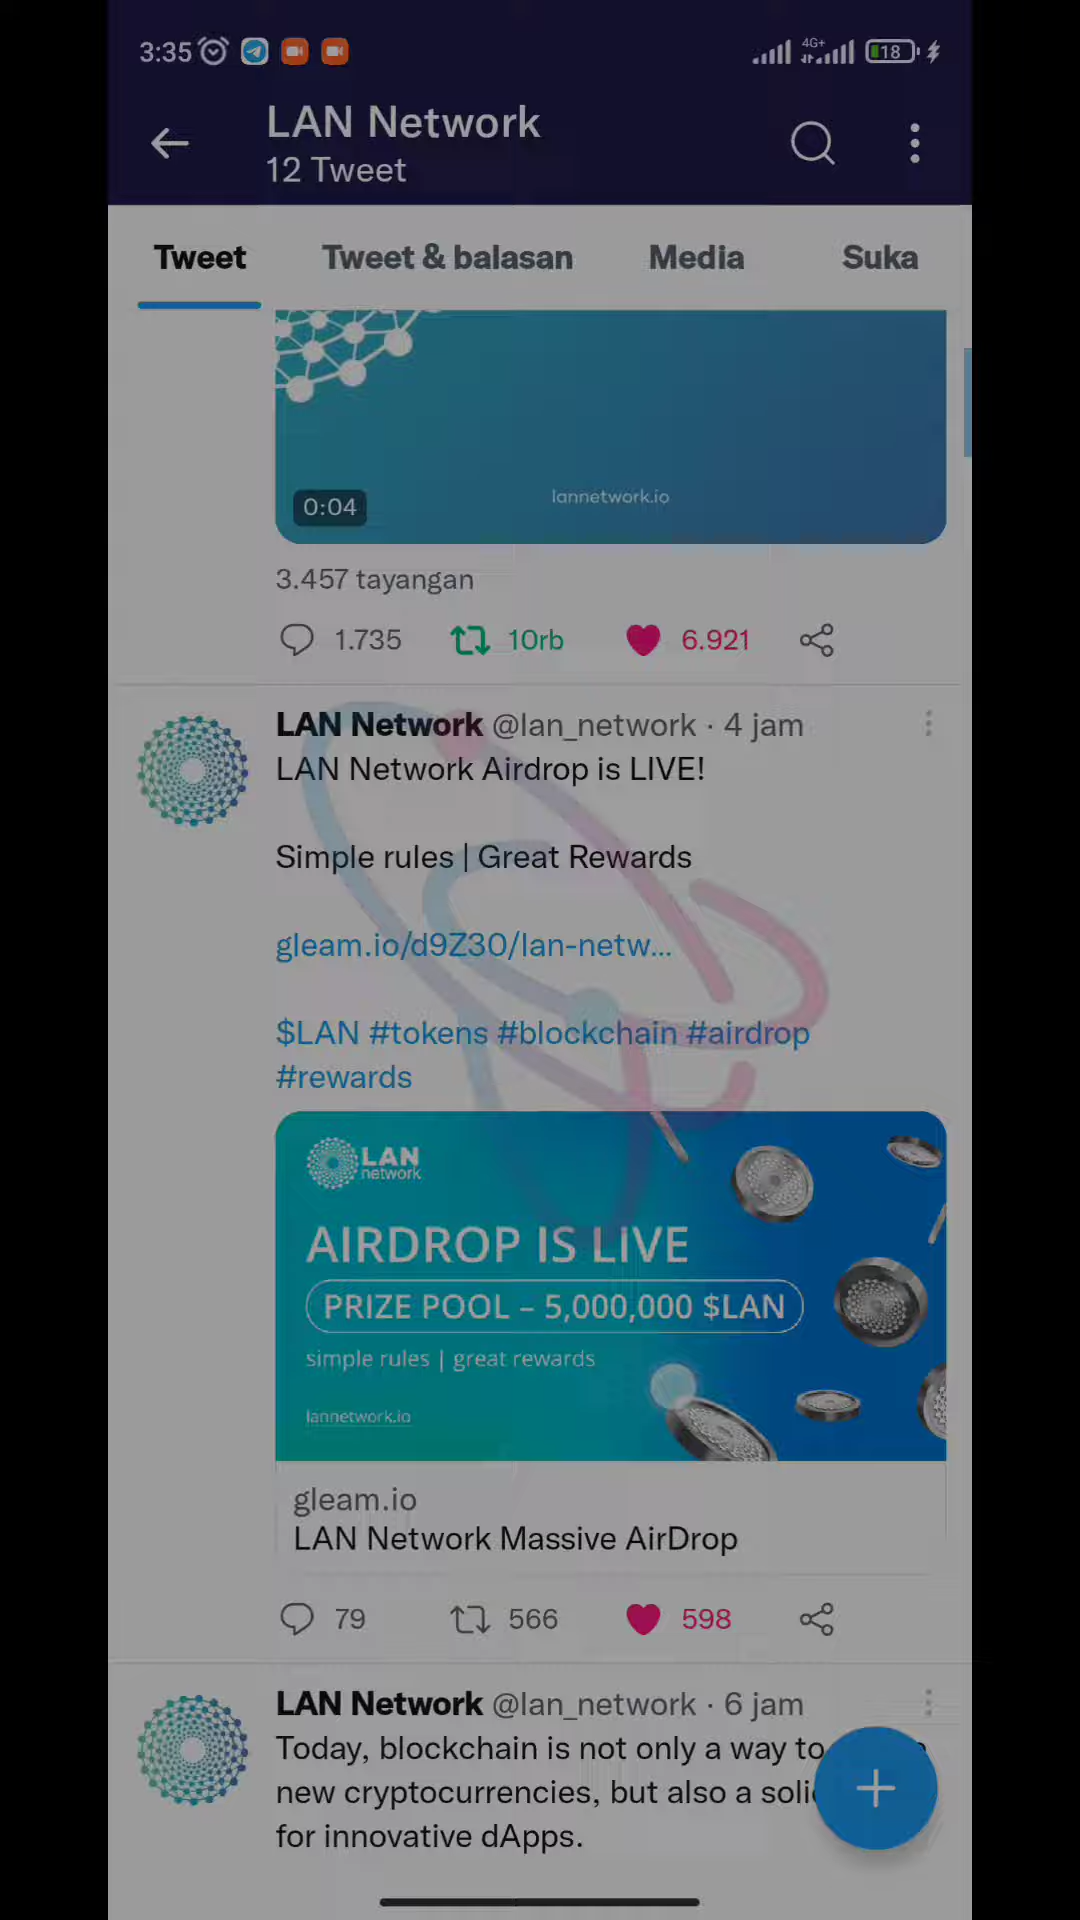 3:35
4G+
18
LAN Network
12 Tweet
Tweet
Tweet & balasan
Media
Suka
lannetwork.io
0:04
3.457 tayangan
1.735
10rb
6.921
LAN Network @lan_network · 4 jam
LAN Network Airdrop is LIVE!
Simple rules | Great Rewards
gleam.io/d9Z30/lan-netw...
$LAN #tokens #blockchain #airdrop
#rewards
LAN
network
AIRDROP IS LIVE
PRIZE POOL – 5,000,000 $LAN
simple rules | great rewards
lannetwork.io
gleam.io
LAN Network Massive AirDrop
79
566
598
LAN Network @lan_network · 6 jam
Today, blockchain is not only a way to
new cryptocurrencies, but also a
for innovative dApps.